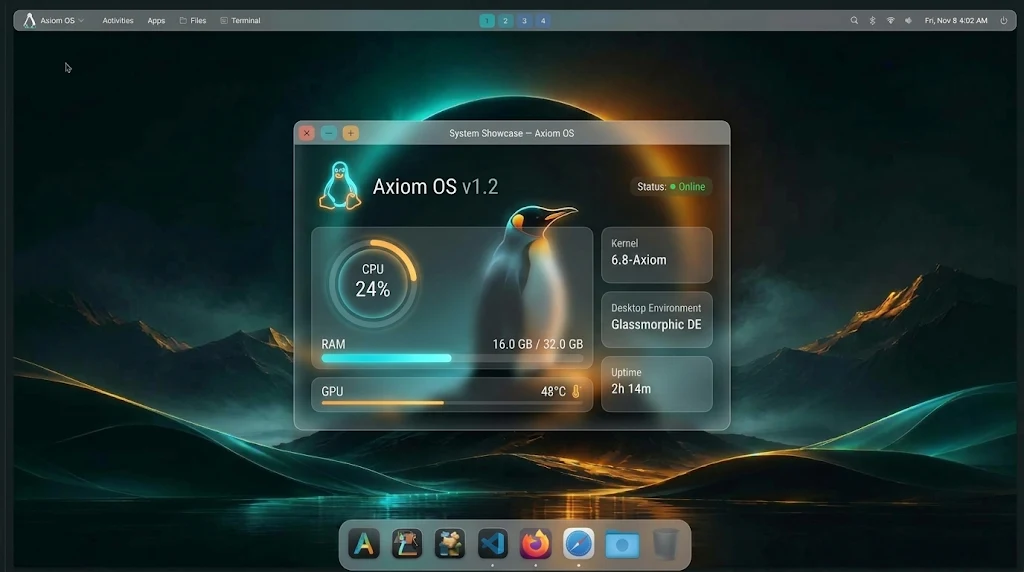 Axiom OS Activities Apps Files Terminal 1 2 3 4 Fri, Nov 8 4:02 AM
System Showcase — Axiom OS
Axiom OS v1.2
Status: Online
CPU
24%
RAM 16.0 GB / 32.0 GB
GPU 48°C
Kernel
6.8-Axiom
Desktop Environment
Glassmorphic DE
Uptime
2h 14m
A